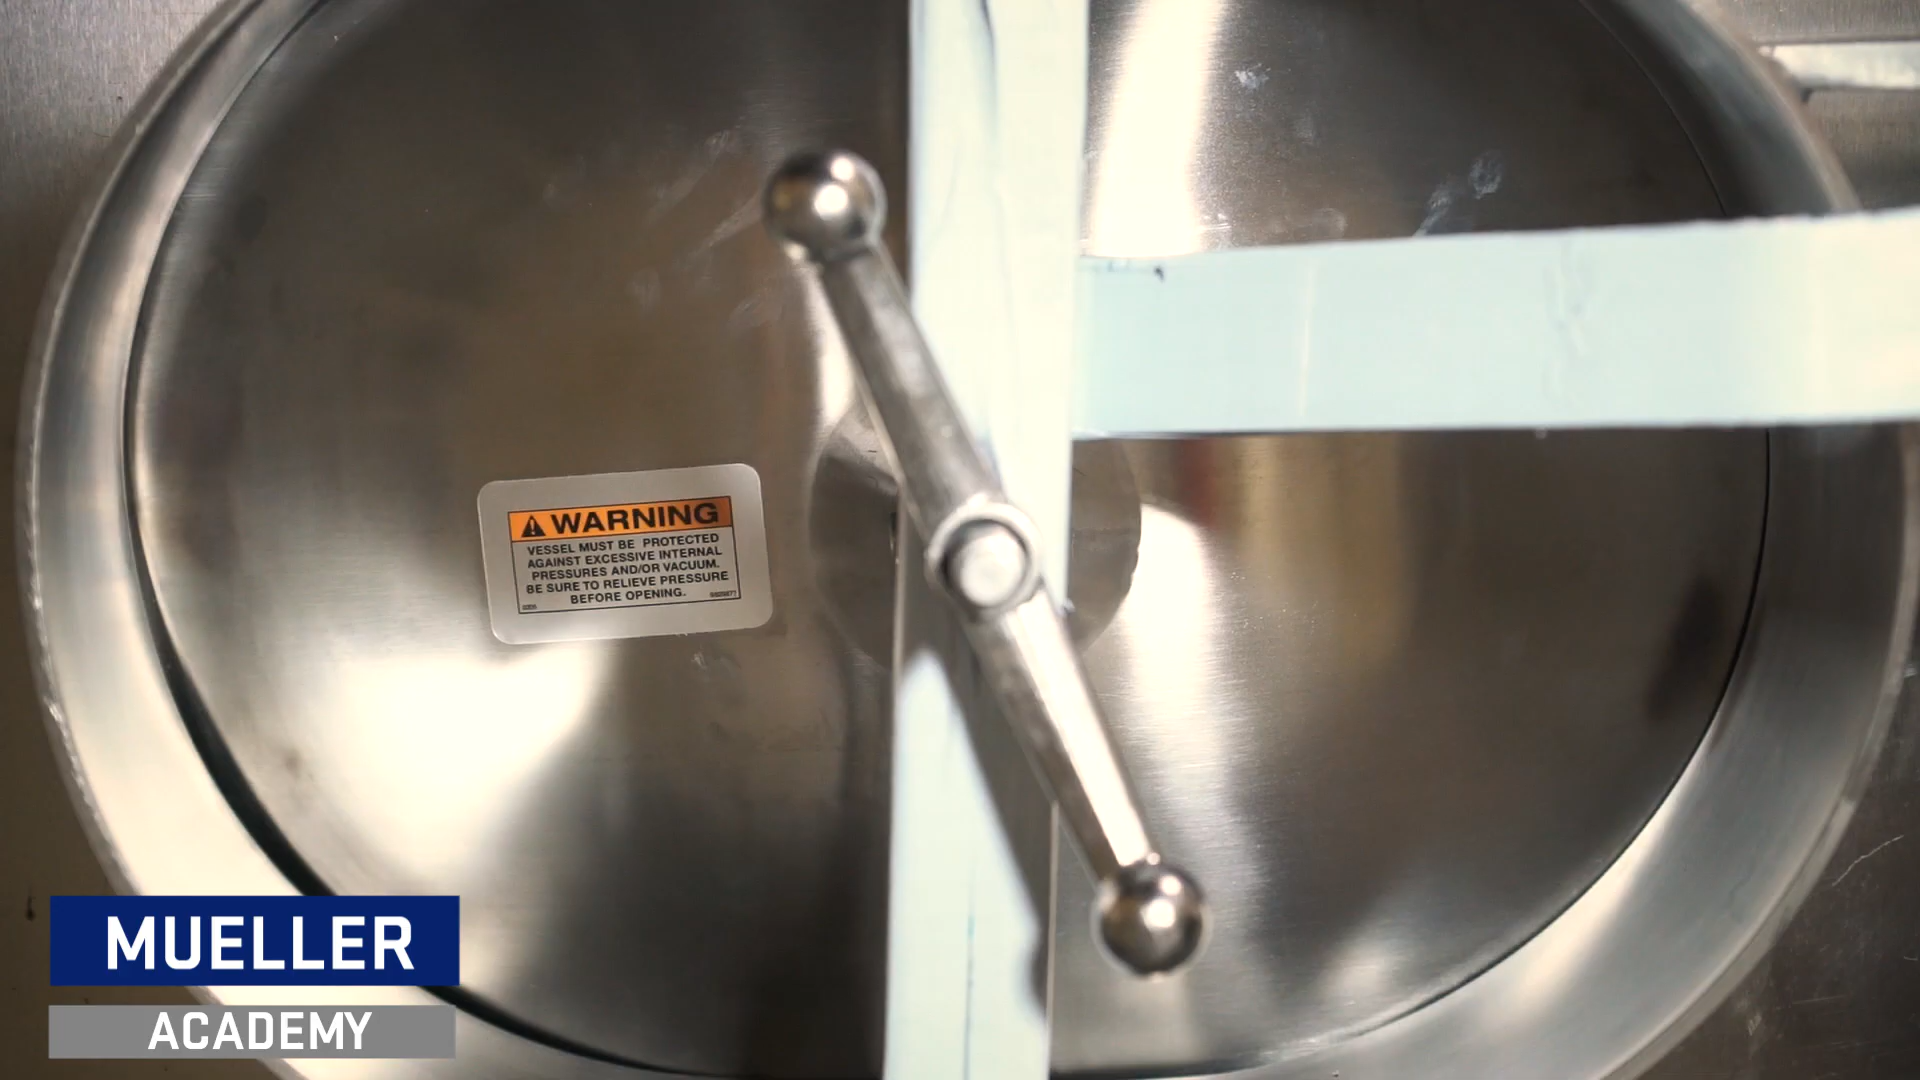 WARNING
VESSEL MUST BE PROTECTED
AGAINST EXCESSIVE INTERNAL
PRESSURES AND/OR VACUUM.
BE SURE TO RELIEVE PRESSURE
BEFORE OPENING.
MUELLER
ACADEMY